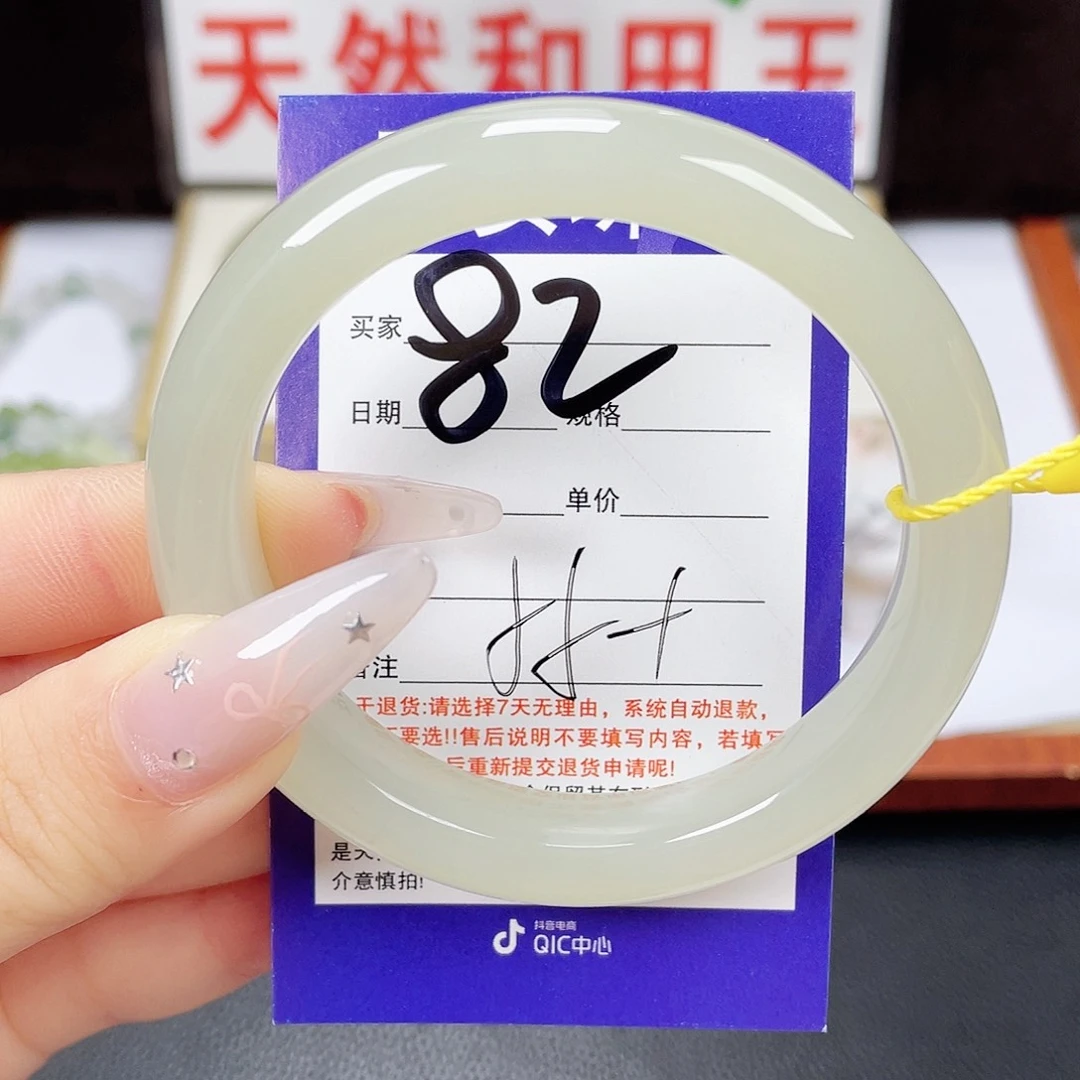 天然和田玉
买家 82
日期 规格
单价
备注
干退货:请选择7天无理由，系统自动退款，
要选!!售后说明不要填写内容，若填写
后重新提交退货申请呢!
介意慎拍!
抖音电商
QIC中心